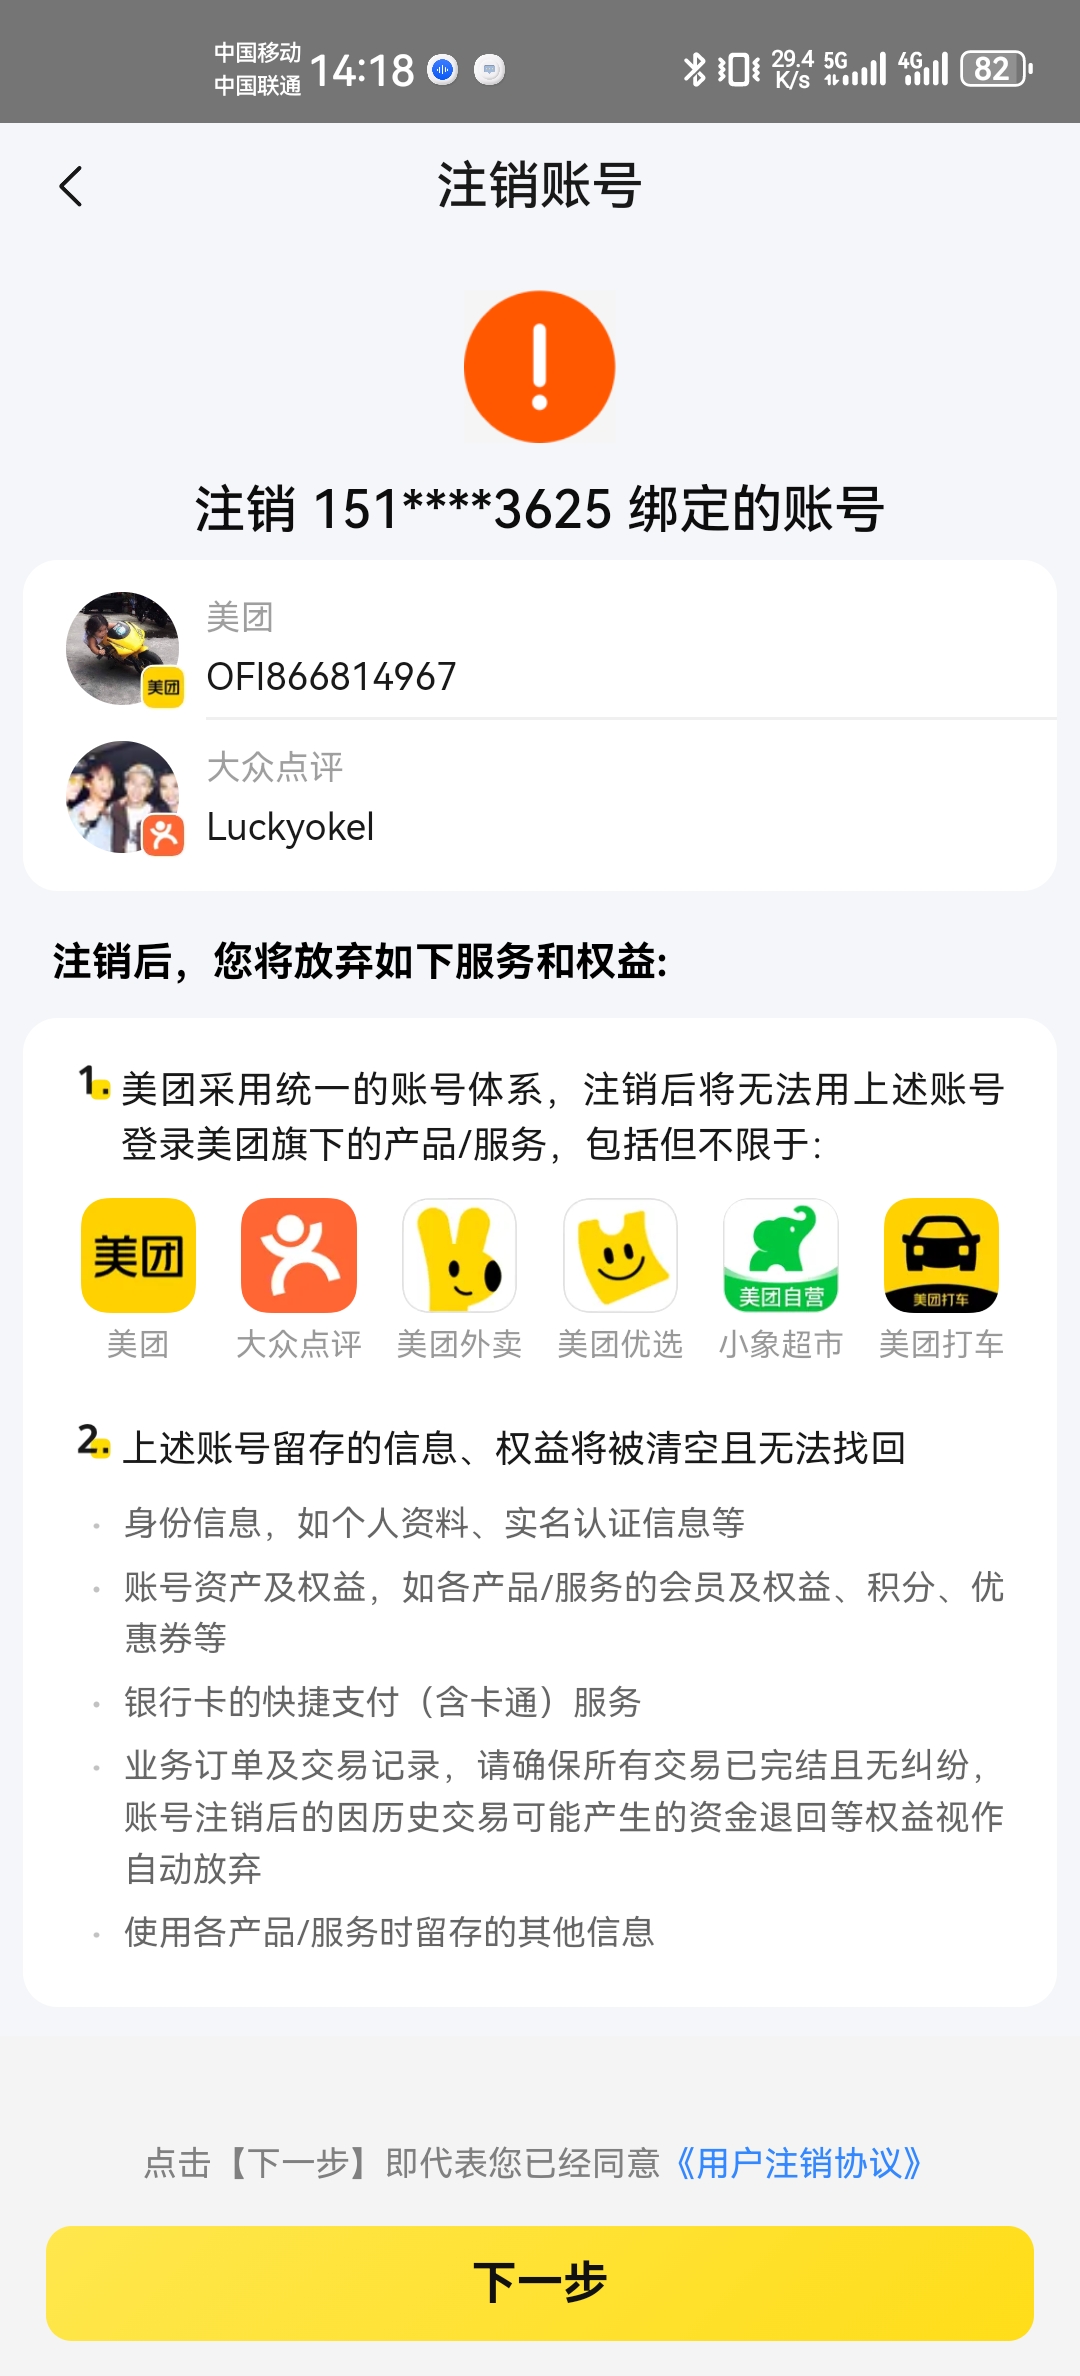 中国移动
中国联通
14:18
29.4
K/s
5G
4G
82
注销账号
注销 151****3625 绑定的账号
美团
美团
OFI866814967
大众点评
Luckyokel
注销后，您将放弃如下服务和权益:
1. 美团采用统一的账号体系，注销后将无法用上述账号
登录美团旗下的产品/服务，包括但不限于:
美团
美团自营
美团打车
美团 大众点评 美团外卖 美团优选 小象超市 美团打车
2. 上述账号留存的信息、权益将被清空且无法找回
· 身份信息，如个人资料、实名认证信息等
· 账号资产及权益，如各产品/服务的会员及权益、积分、优
惠券等
· 银行卡的快捷支付（含卡通）服务
· 业务订单及交易记录，请确保所有交易已完结且无纠纷，
账号注销后的因历史交易可能产生的资金退回等权益视作
自动放弃
· 使用各产品/服务时留存的其他信息
点击【下一步】即代表您已经同意《用户注销协议》
下一步